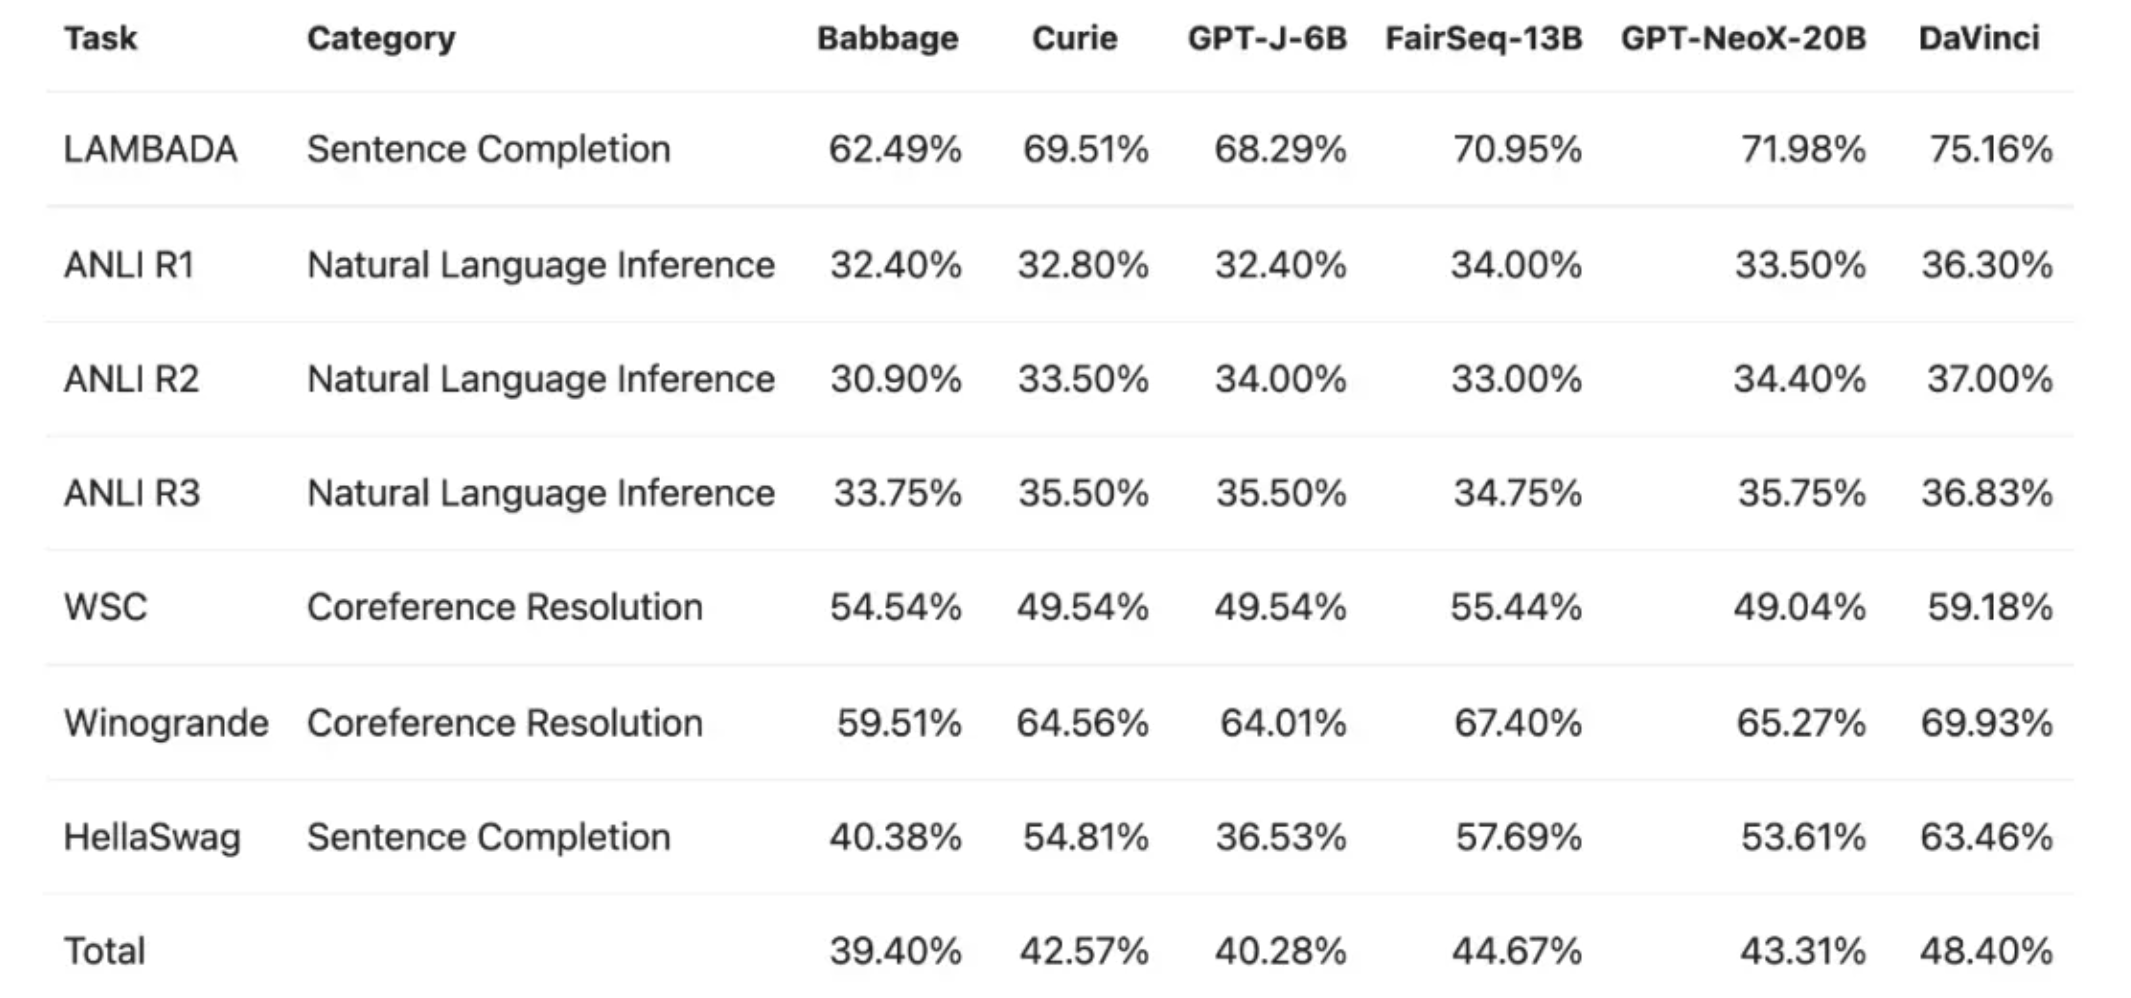 Task Category Babbage Curie GPT-J-6B FairSeq-13B GPT-NeoX-20B DaVinci
LAMBADA Sentence Completion 62.49% 69.51% 68.29% 70.95% 71.98% 75.16%
ANLI R1 Natural Language Inference 32.40% 32.80% 32.40% 34.00% 33.50% 36.30%
ANLI R2 Natural Language Inference 30.90% 33.50% 34.00% 33.00% 34.40% 37.00%
ANLI R3 Natural Language Inference 33.75% 35.50% 35.50% 34.75% 35.75% 36.83%
WSC Coreference Resolution 54.54% 49.54% 49.54% 55.44% 49.04% 59.18%
Winogrande Coreference Resolution 59.51% 64.56% 64.01% 67.40% 65.27% 69.93%
HellaSwag Sentence Completion 40.38% 54.81% 36.53% 57.69% 53.61% 63.46%
Total 39.40% 42.57% 40.28% 44.67% 43.31% 48.40%